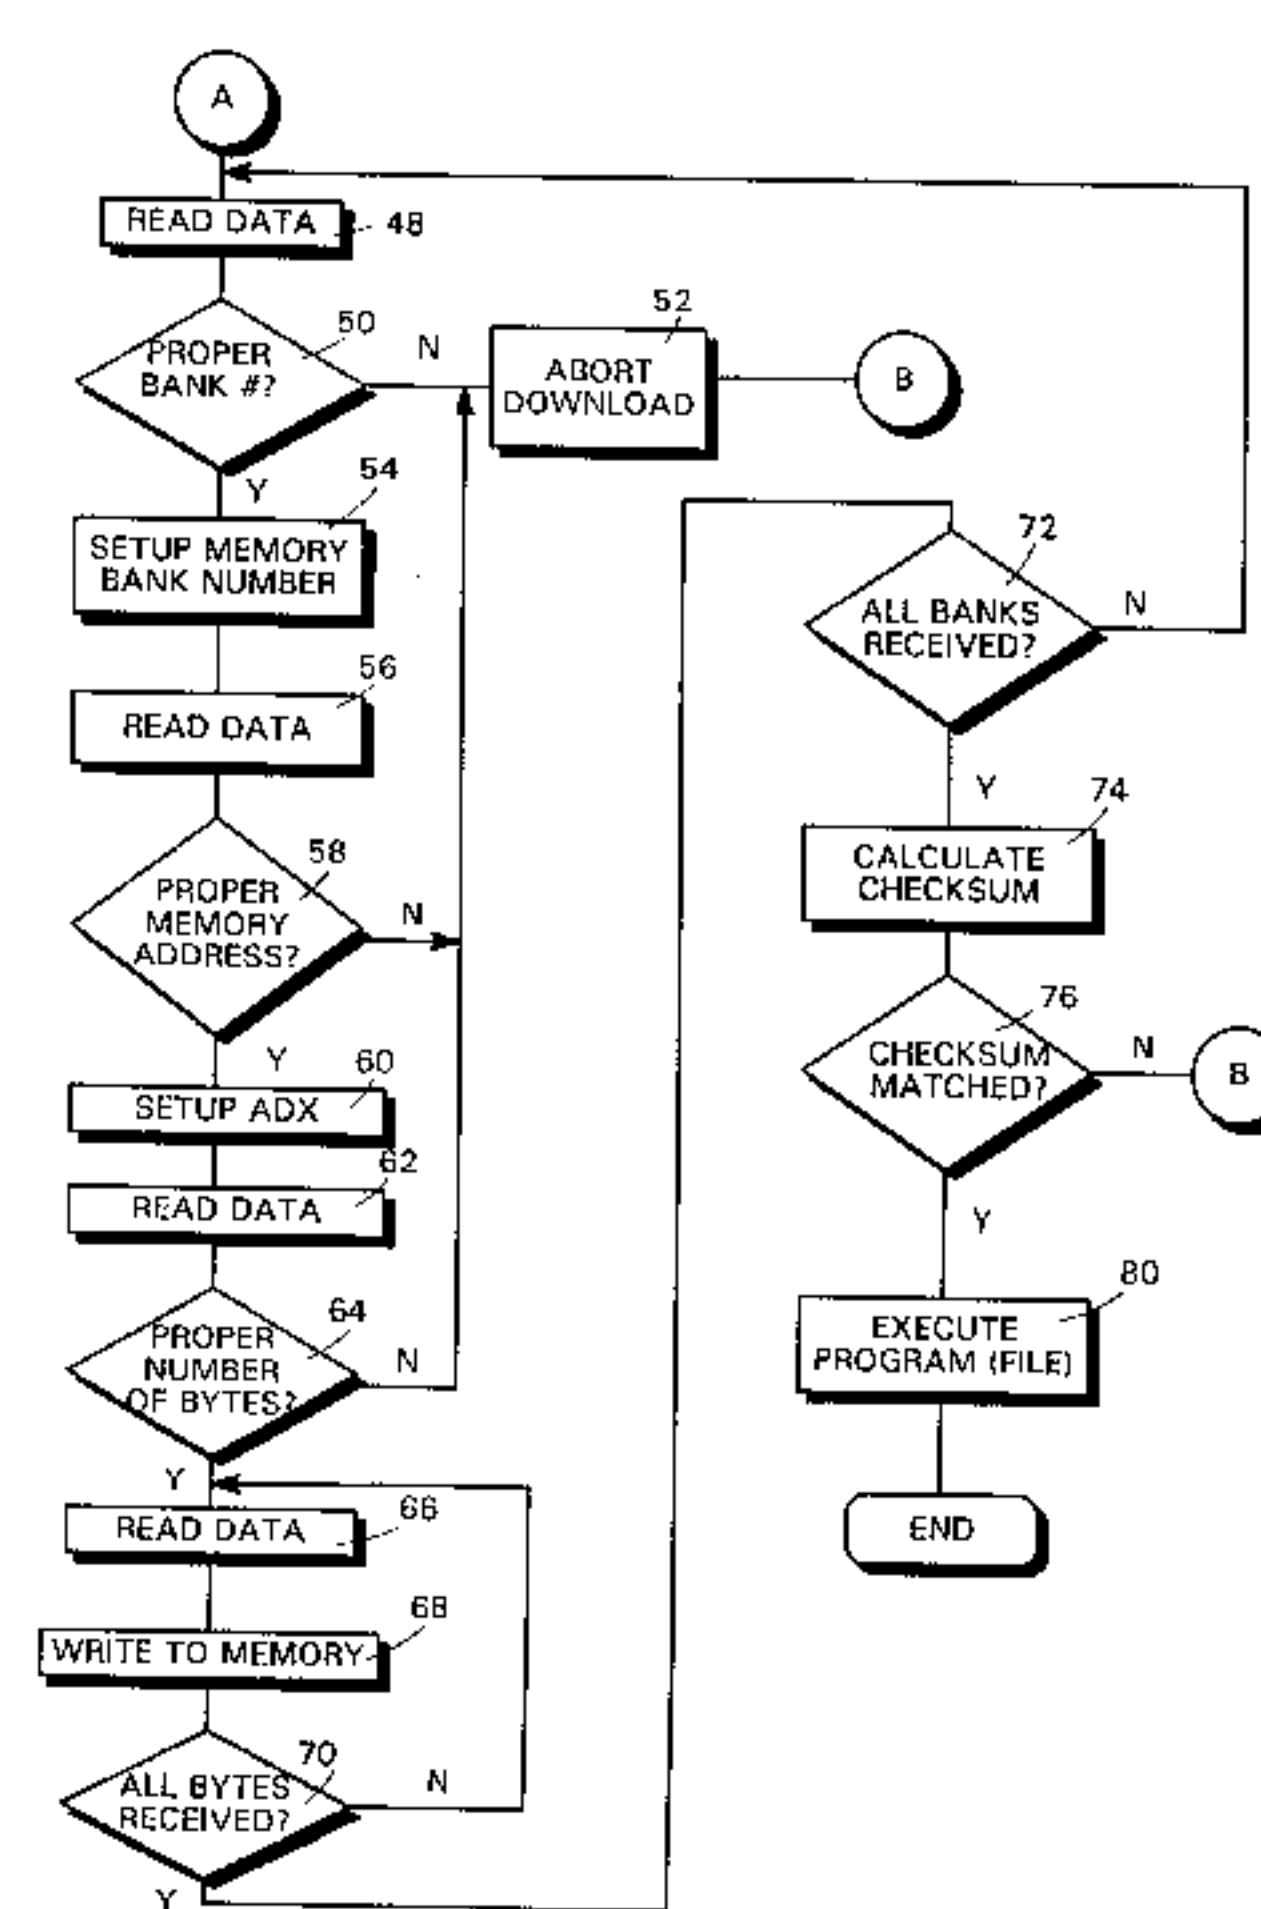 A
READ DATA
48
50
PROPER
BANK #?
N
52
ABORT
DOWNLOAD
B
Y
54
SETUP MEMORY
BANK NUMBER
56
READ DATA
58
PROPER
MEMORY
ADDRESS?
N
Y
60
SETUP ADX
62
READ DATA
64
PROPER
NUMBER
OF BYTES?
N
Y
READ DATA
66
68
WRITE TO MEMORY
70
ALL BYTES
RECEIVED?
N
Y
72
ALL BANKS
RECEIVED?
N
Y
74
CALCULATE
CHECKSUM
76
CHECKSUM
MATCHED?
N
B
Y
80
EXECUTE
PROGRAM (FILE)
END